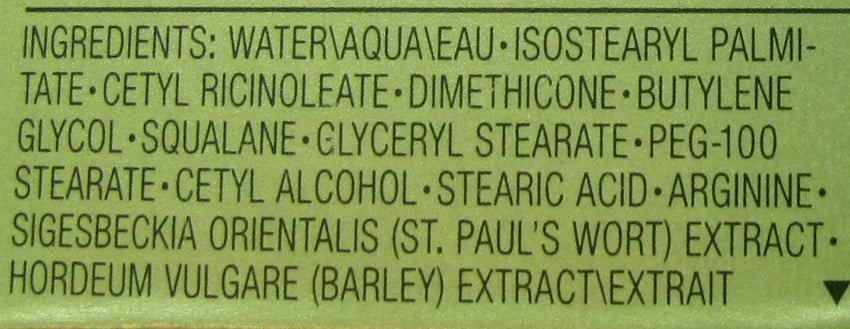 INGREDIENTS: WATER\AQUA\EAU • ISOSTEARYL PALMI-
TATE • CETYL RICINOLEATE • DIMETHICONE • BUTYLENE
GLYCOL • SQUALANE • GLYCERYL STEARATE • PEG-100
STEARATE • CETYL ALCOHOL • STEARIC ACID • ARGININE •
SIGESBECKIA ORIENTALIS (ST. PAUL'S WORT) EXTRACT •
HORDEUM VULGARE (BARLEY) EXTRACT\EXTRAIT ▼